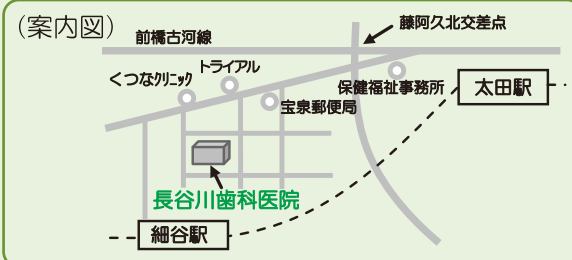 （案内図）
藤阿久北交差点
前橋古河線
トライアル
くつなクリニック
保健福祉事務所
太田駅
宝泉郵便局
長谷川歯科医院
細谷駅